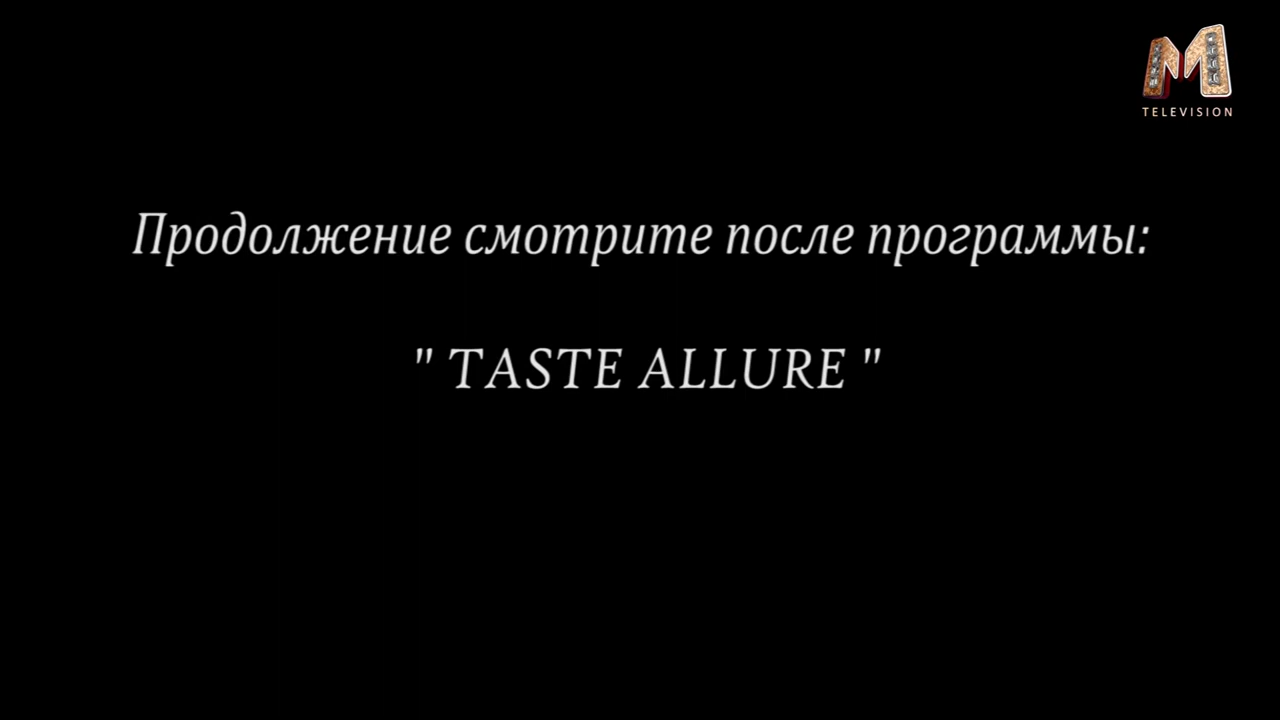 M
TELEVISION
Продолжение смотрите после программы:
" TASTE ALLURE "